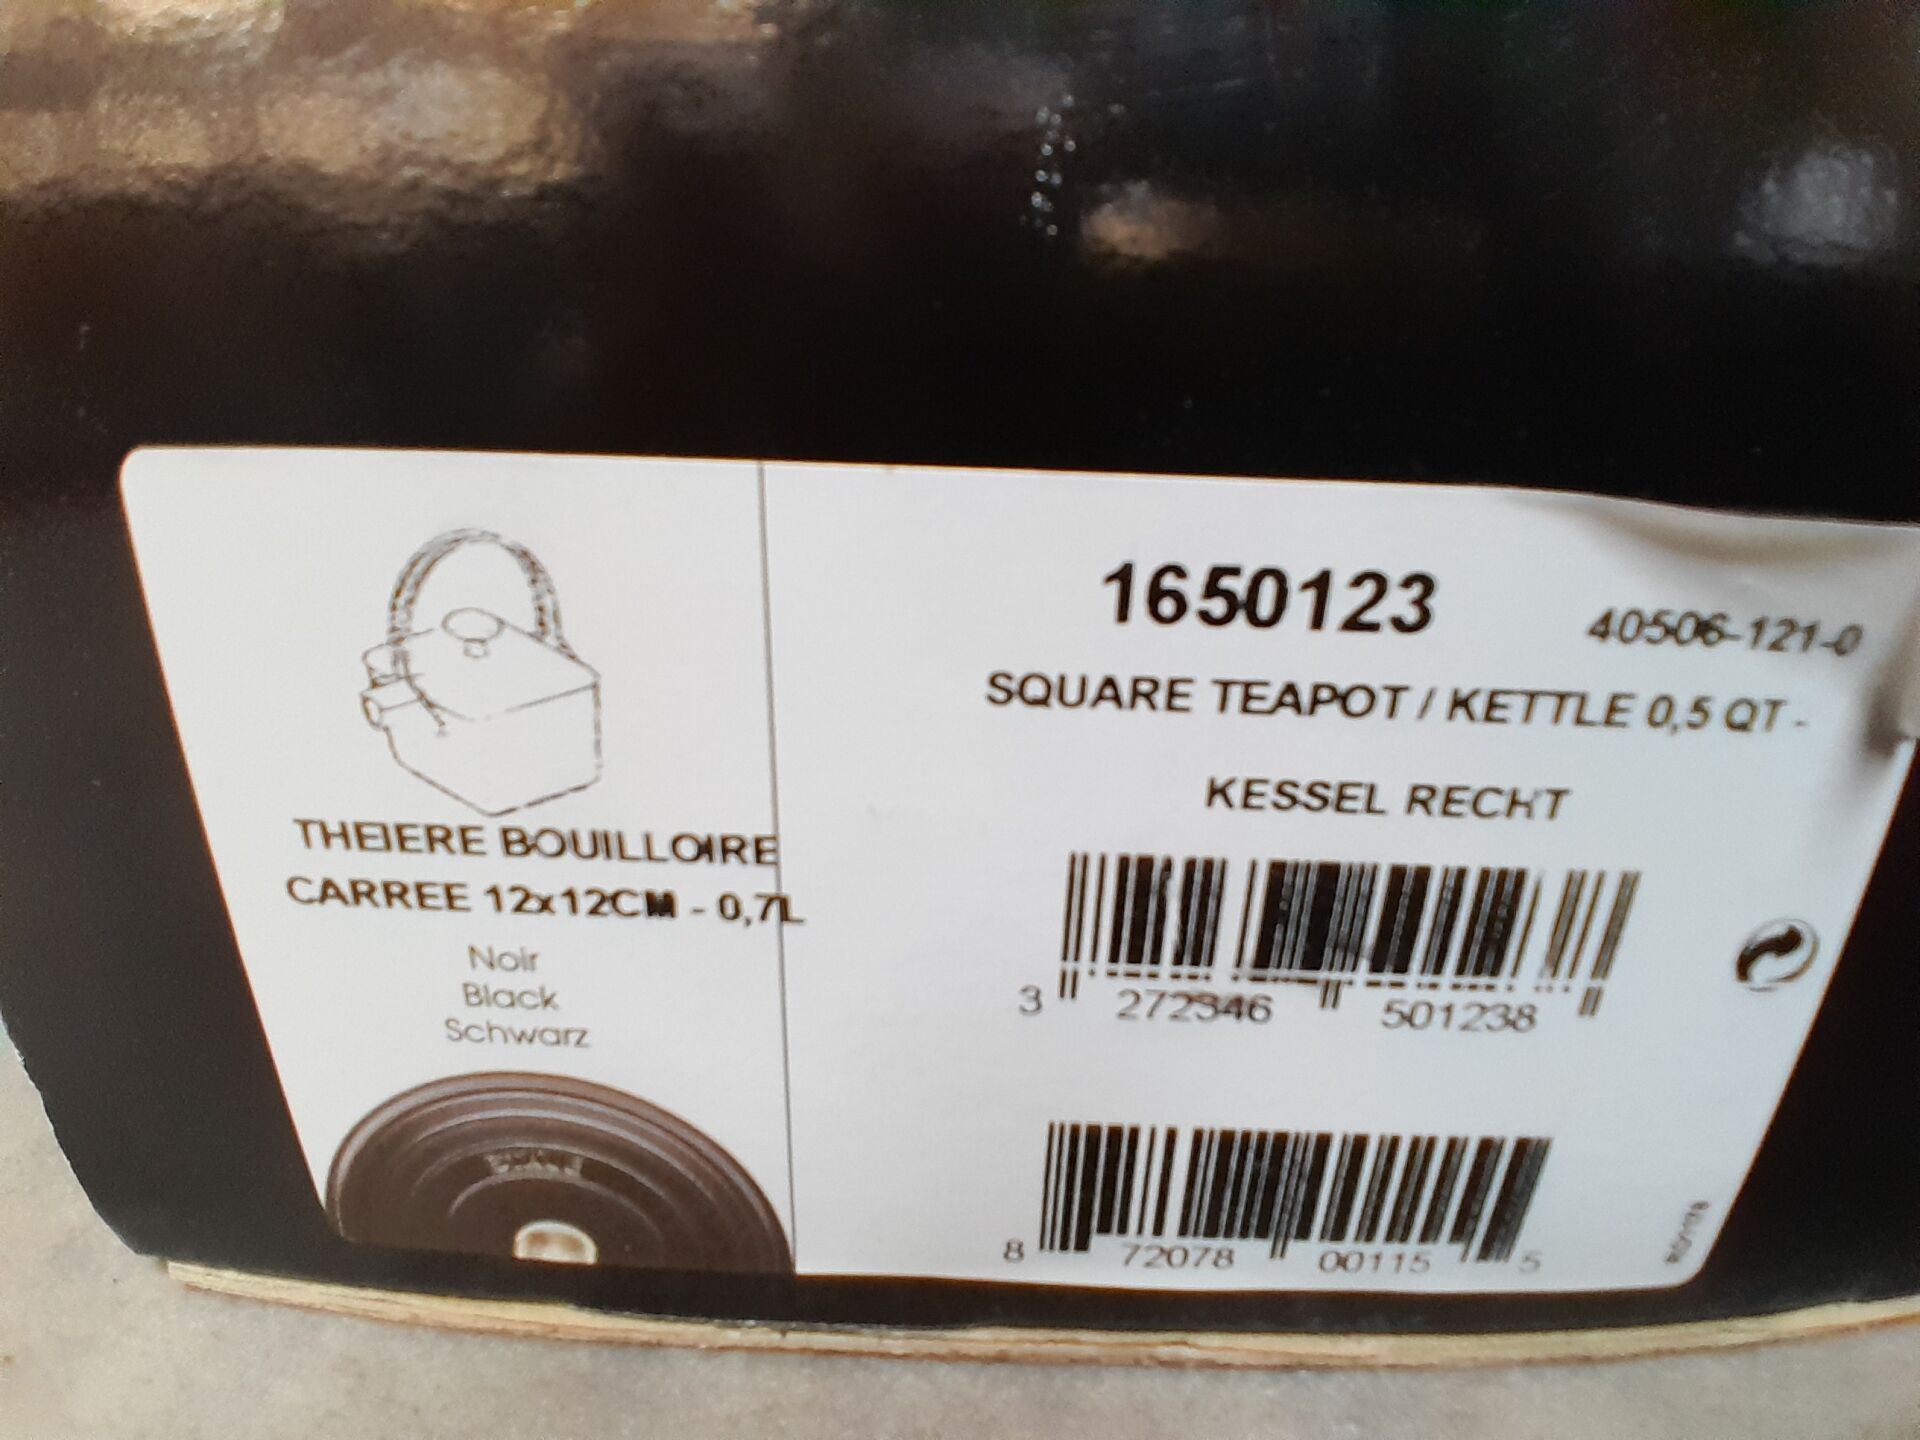 THEIERE BOUILLOIRE
CARREE 12x12CM - 0,7L
Noir
Black
Schwarz
1650123
40506-121-0
SQUARE TEAPOT / KETTLE 0,5 QT -
KESSEL RECHT
3 272346 501238
8 72078 00115 5